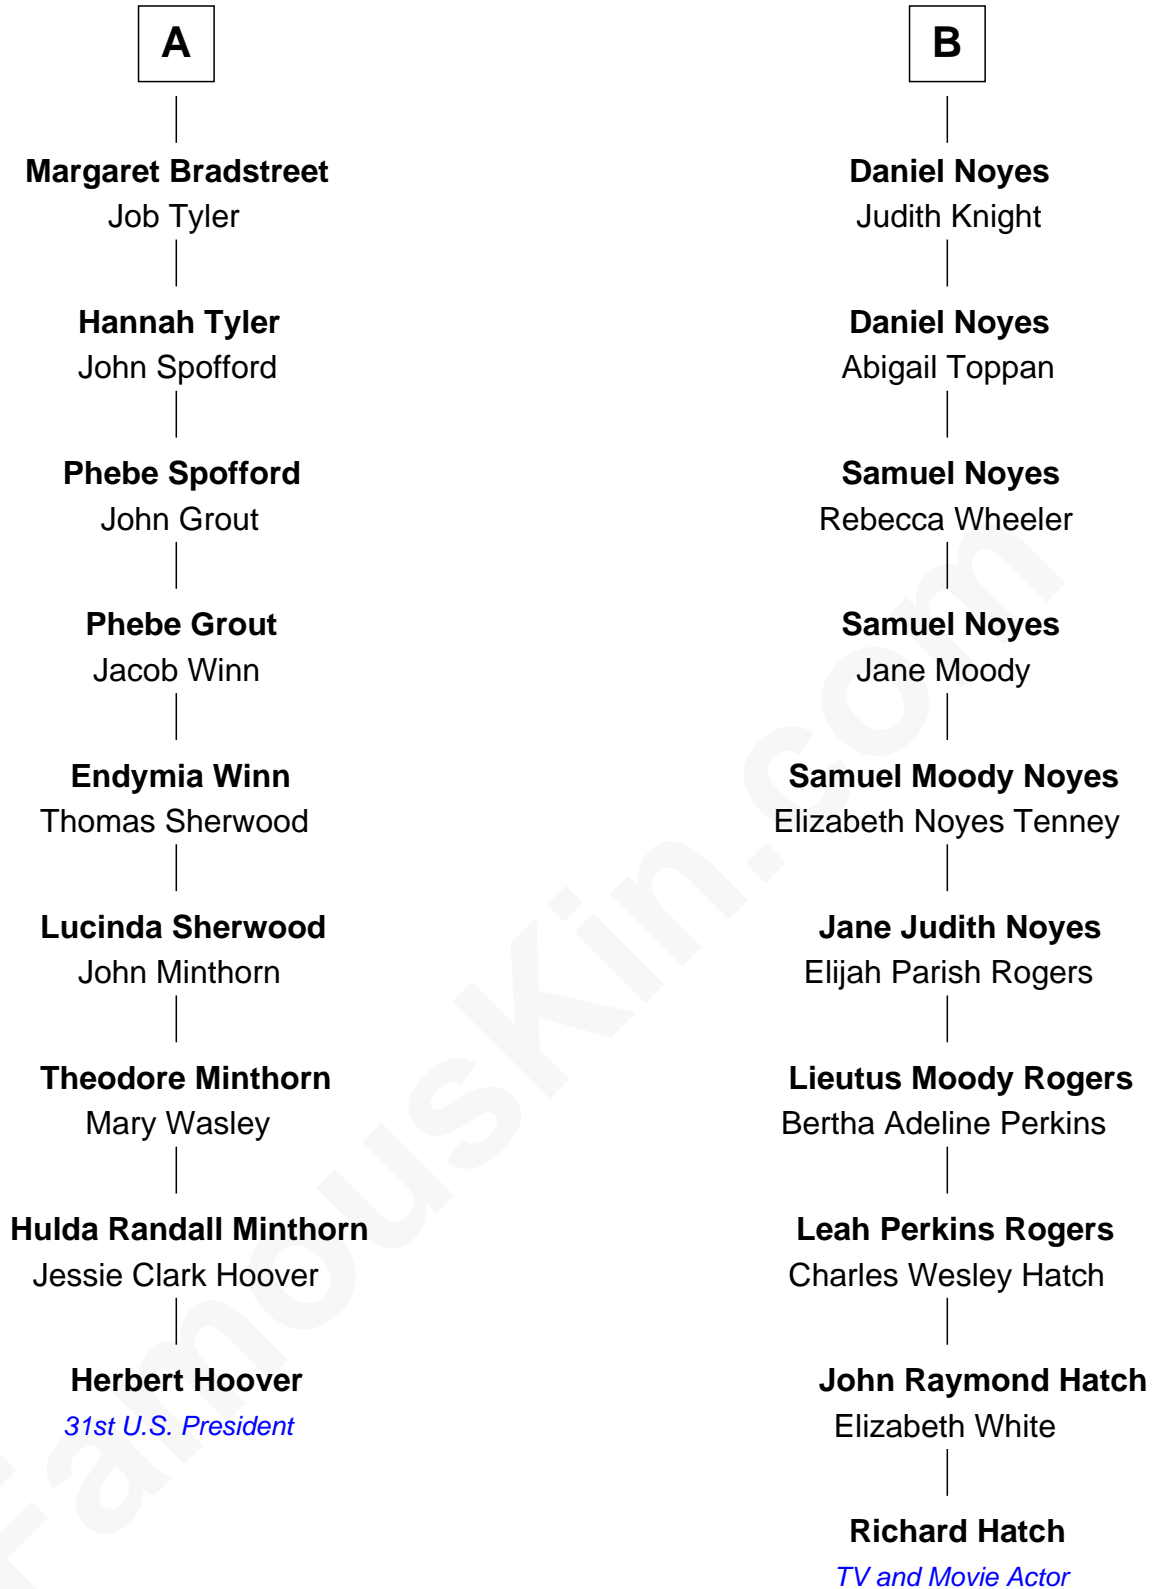 A
Margaret Bradstreet
Job Tyler
Hannah Tyler
John Spofford
Phebe Spofford
John Grout
Phebe Grout
Jacob Winn
Endymia Winn
Thomas Sherwood
Lucinda Sherwood
John Minthorn
Theodore Minthorn
Mary Wasley
Hulda Randall Minthorn
Jessie Clark Hoover
Herbert Hoover
31st U.S. President
B
Daniel Noyes
Judith Knight
Daniel Noyes
Abigail Toppan
Samuel Noyes
Rebecca Wheeler
Samuel Noyes
Jane Moody
Samuel Moody Noyes
Elizabeth Noyes Tenney
Jane Judith Noyes
Elijah Parish Rogers
Lieutus Moody Rogers
Bertha Adeline Perkins
Leah Perkins Rogers
Charles Wesley Hatch
John Raymond Hatch
Elizabeth White
Richard Hatch
TV and Movie Actor
FamousKin.com